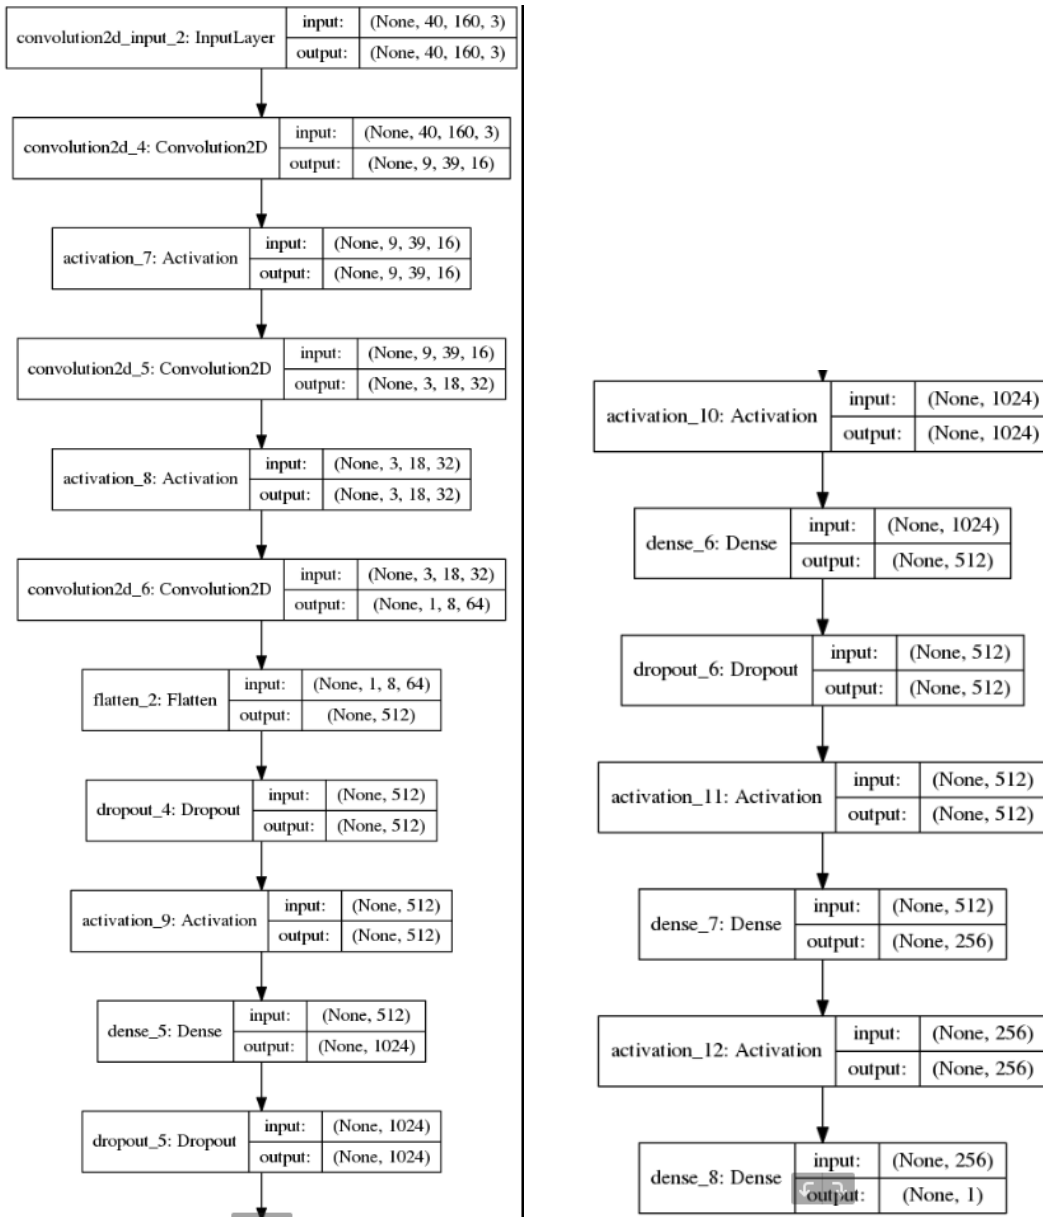 convolution2d_input_2: InputLayer
input: (None, 40, 160, 3)
output: (None, 40, 160, 3)
convolution2d_4: Convolution2D
input: (None, 40, 160, 3)
output: (None, 9, 39, 16)
activation_7: Activation
input: (None, 9, 39, 16)
output: (None, 9, 39, 16)
convolution2d_5: Convolution2D
input: (None, 9, 39, 16)
output: (None, 3, 18, 32)
activation_8: Activation
input: (None, 3, 18, 32)
output: (None, 3, 18, 32)
convolution2d_6: Convolution2D
input: (None, 3, 18, 32)
output: (None, 1, 8, 64)
flatten_2: Flatten
input: (None, 1, 8, 64)
output: (None, 512)
dropout_4: Dropout
input: (None, 512)
output: (None, 512)
activation_9: Activation
input: (None, 512)
output: (None, 512)
dense_5: Dense
input: (None, 512)
output: (None, 1024)
dropout_5: Dropout
input: (None, 1024)
output: (None, 1024)
activation_10: Activation
input: (None, 1024)
output: (None, 1024)
dense_6: Dense
input: (None, 1024)
output: (None, 512)
dropout_6: Dropout
input: (None, 512)
output: (None, 512)
activation_11: Activation
input: (None, 512)
output: (None, 512)
dense_7: Dense
input: (None, 512)
output: (None, 256)
activation_12: Activation
input: (None, 256)
output: (None, 256)
dense_8: Dense
input: (None, 256)
output: (None, 1)